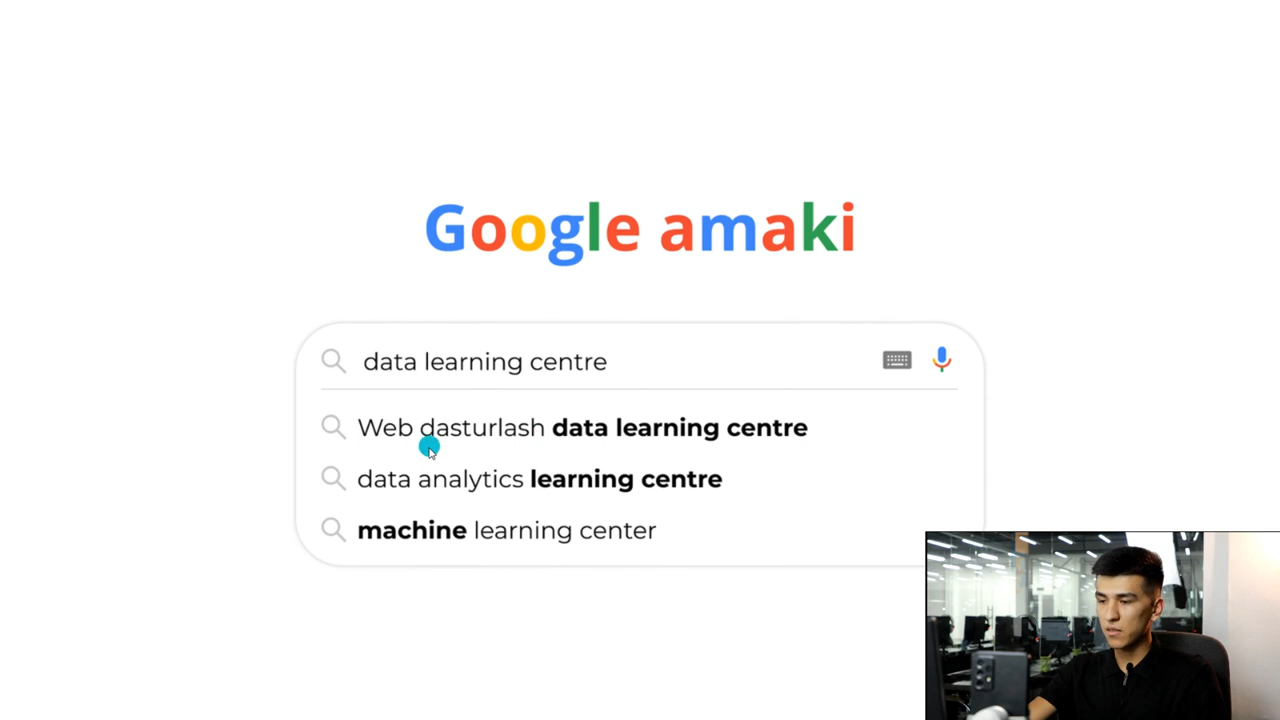 Google amaki
data learning centre
Web dasturlash data learning centre
data analytics learning centre
machine learning center